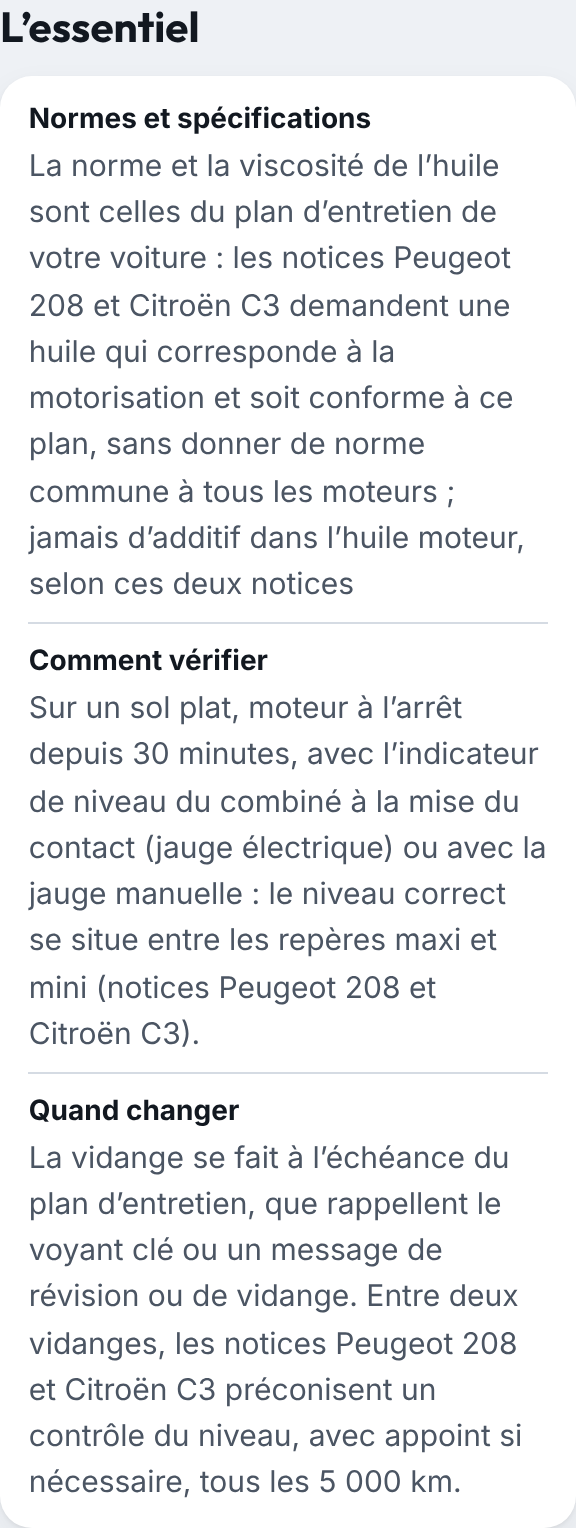 L’essentiel
Normes et spécifications
La norme et la viscosité de l’huile
sont celles du plan d’entretien de
votre voiture : les notices Peugeot
208 et Citroën C3 demandent une
huile qui corresponde à la
motorisation et soit conforme à ce
plan, sans donner de norme
commune à tous les moteurs ;
jamais d’additif dans l’huile moteur,
selon ces deux notices
Comment vérifier
Sur un sol plat, moteur à l’arrêt
depuis 30 minutes, avec l’indicateur
de niveau du combiné à la mise du
contact (jauge électrique) ou avec la
jauge manuelle : le niveau correct
se situe entre les repères maxi et
mini (notices Peugeot 208 et
Citroën C3).
Quand changer
La vidange se fait à l’échéance du
plan d’entretien, que rappellent le
voyant clé ou un message de
révision ou de vidange. Entre deux
vidanges, les notices Peugeot 208
et Citroën C3 préconisent un
contrôle du niveau, avec appoint si
nécessaire, tous les 5 000 km.